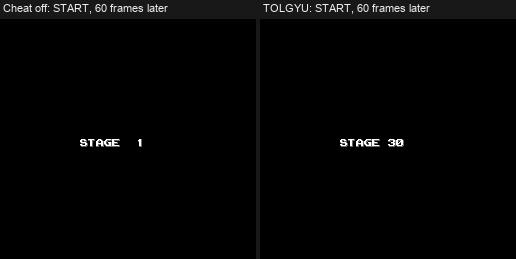 Cheat off: START, 60 frames later
TOLGYU: START, 60 frames later
STAGE 1
STAGE 30